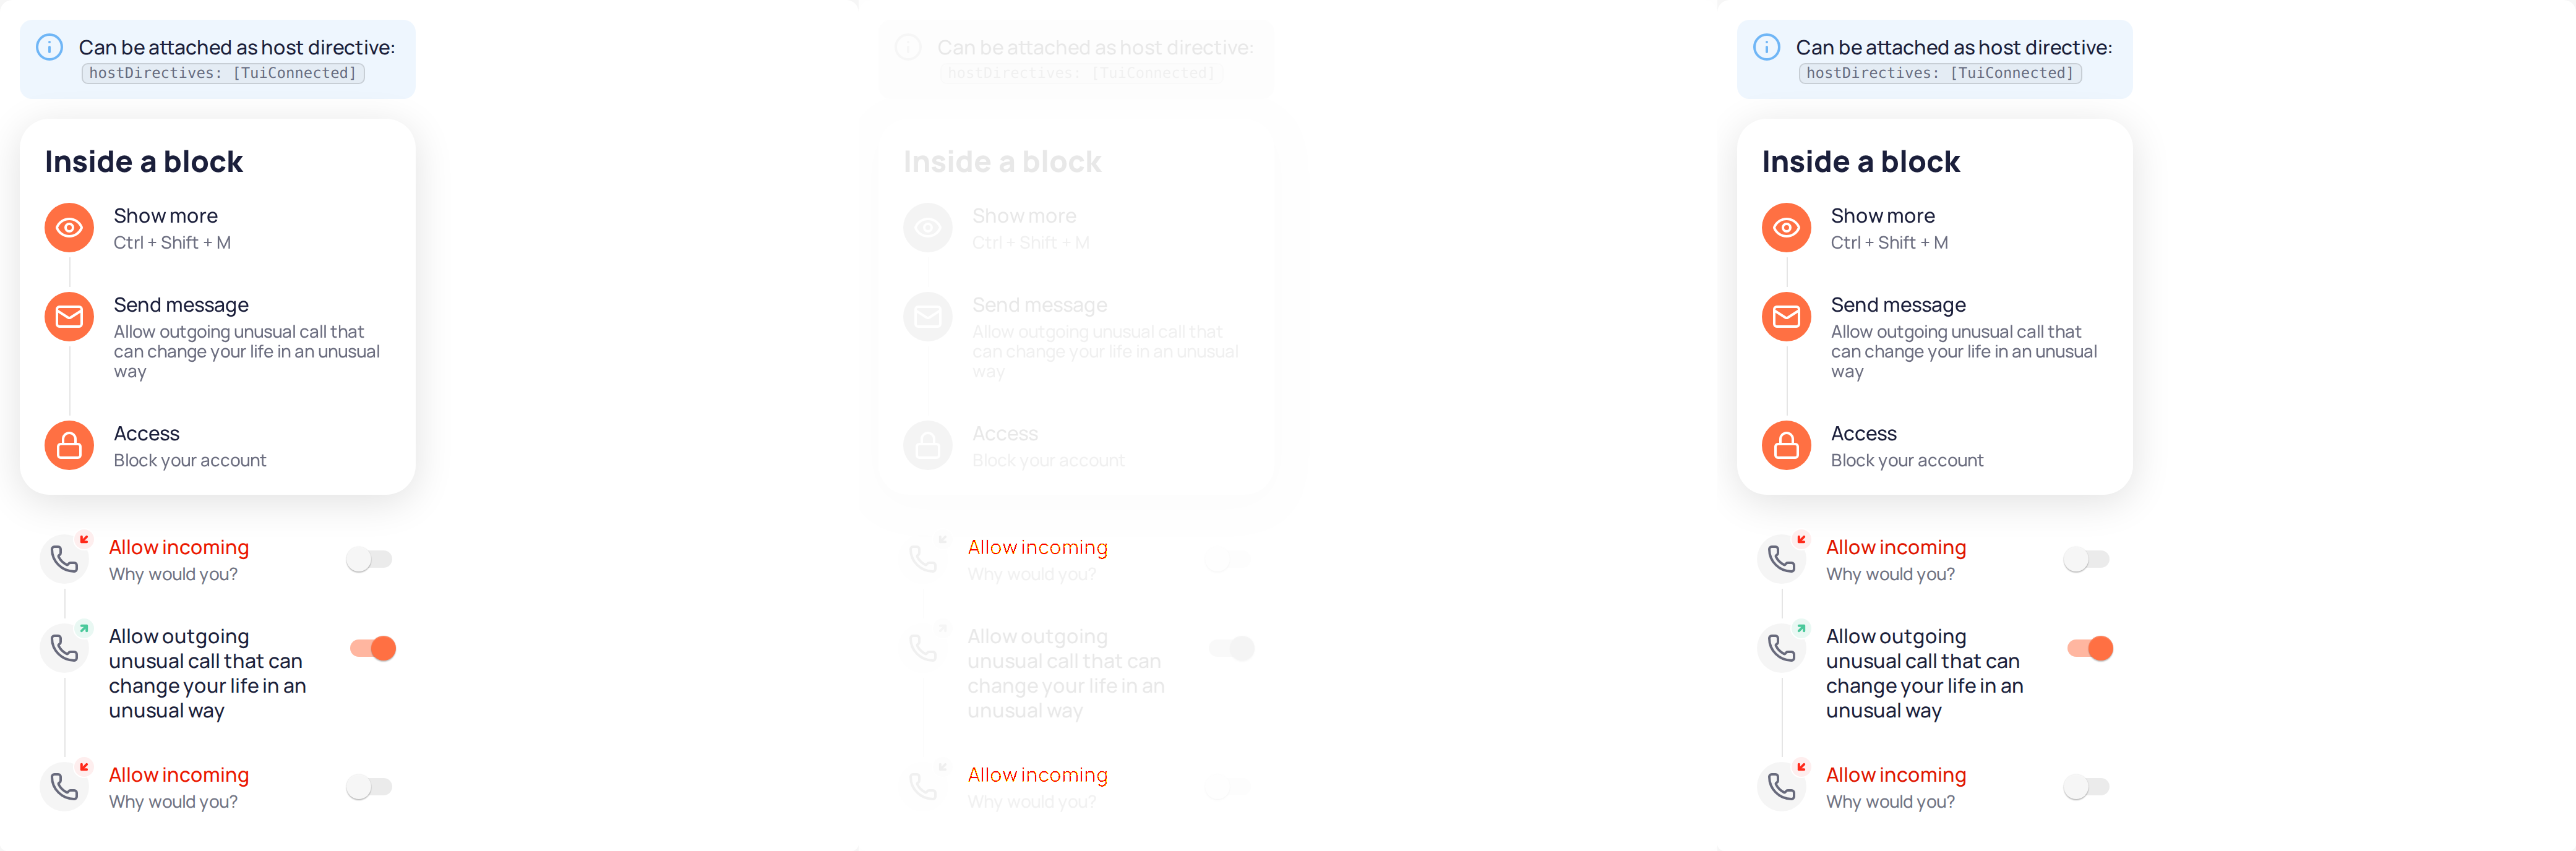 Can be attached as host directive:
hostDirectives: [TuiConnected]
Inside a block
Show more
Ctrl + Shift + M
Send message
Allow outgoing unusual call that
can change your life in an unusual
way
Access
Block your account
Allow incoming
Why would you?
Allow outgoing
unusual call that can
change your life in an
unusual way
Allow incoming
Why would you?
Can be attached as host directive:
hostDirectives: [TuiConnected]
Inside a block
Show more
Ctrl + Shift + M
Send message
Allow outgoing unusual call that
can change your life in an unusual
way
Access
Block your account
Allow incoming
Why would you?
Allow outgoing
unusual call that can
change your life in an
unusual way
Allow incoming
Why would you?
Can be attached as host directive:
hostDirectives: [TuiConnected]
Inside a block
Show more
Ctrl + Shift + M
Send message
Allow outgoing unusual call that
can change your life in an unusual
way
Access
Block your account
Allow incoming
Why would you?
Allow outgoing
unusual call that can
change your life in an
unusual way
Allow incoming
Why would you?